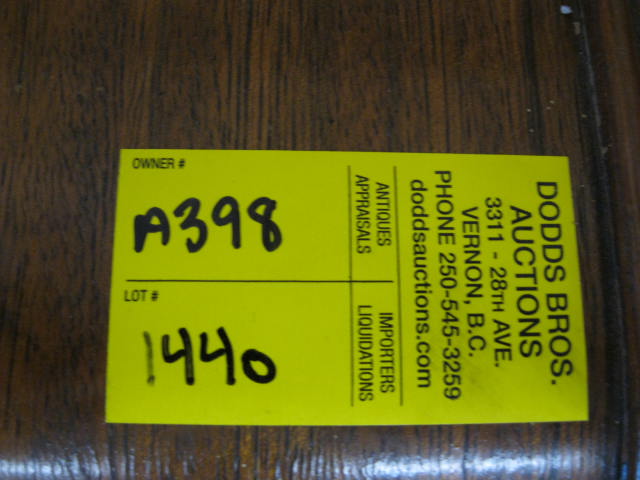 OWNER #
A398
LOT #
1440
ANTIQUES
APPRAISALS
IMPORTERS
LIQUIDATIONS
DODDS BROS.
AUCTIONS
3311 - 28TH AVE.
VERNON, B.C.
PHONE 250-545-3259
doddsauctions.com